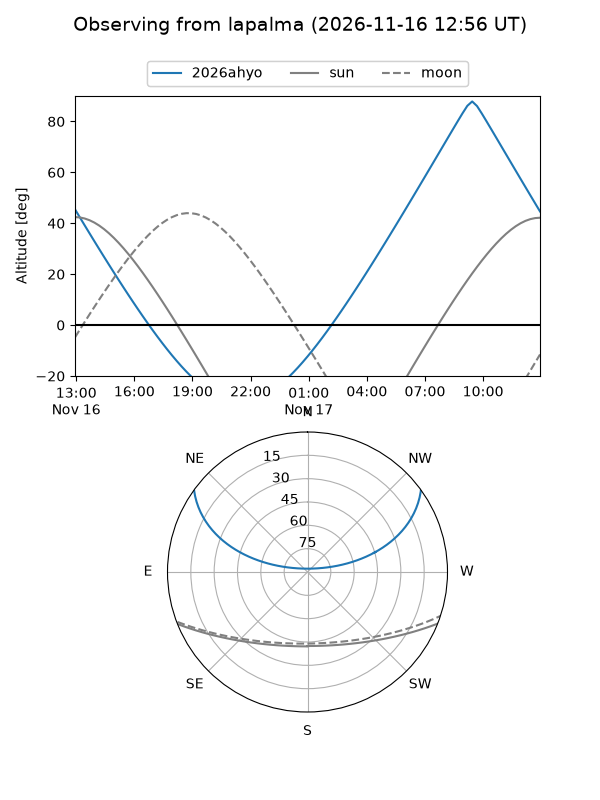 Observing from lapalma (2026-11-16 12:56 UT)
2026ahyo sun moon
Altitude [deg]
80
60
40
20
0
−20
13:00 16:00 19:00 22:00 01:00 04:00 07:00 10:00
Nov 16 Nov 17
N
NE NW
15
30
45
60
75
E W
SE SW
S